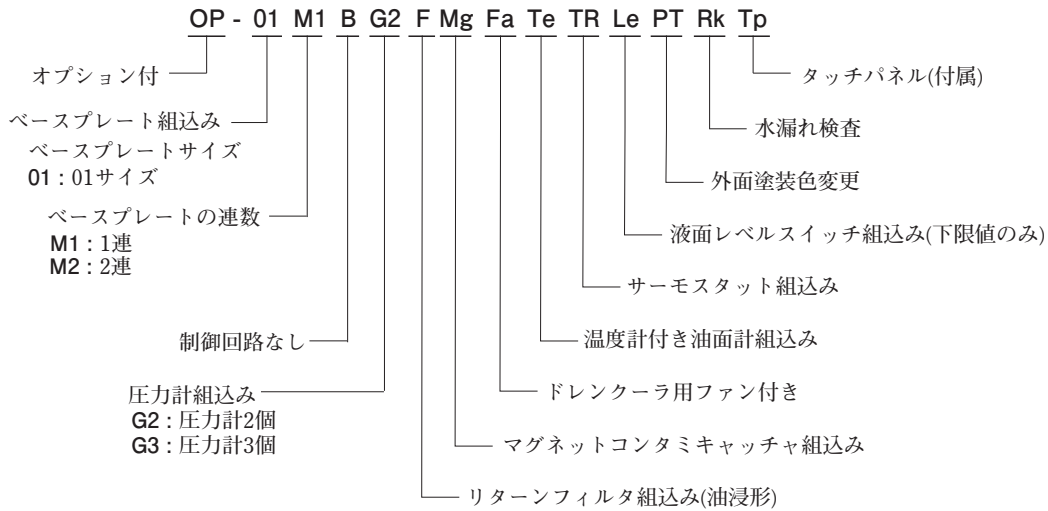 OP - 01 M1 B G2 F Mg Fa Te TR Le PT Rk Tp
オプション付
タッチパネル(付属)
ベースプレート組込み
水漏れ検査
ベースプレートサイズ
01 : 01サイズ
外面塗装色変更
ベースプレートの連数
M1 : 1連
M2 : 2連
液面レベルスイッチ組込み(下限値のみ)
サーモスタット組込み
制御回路なし
温度計付き油面計組込み
圧力計組込み
G2 : 圧力計2個
G3 : 圧力計3個
ドレンクーラ用ファン付き
マグネットコンタミキャッチャ組込み
リターンフィルタ組込み(油浸形)